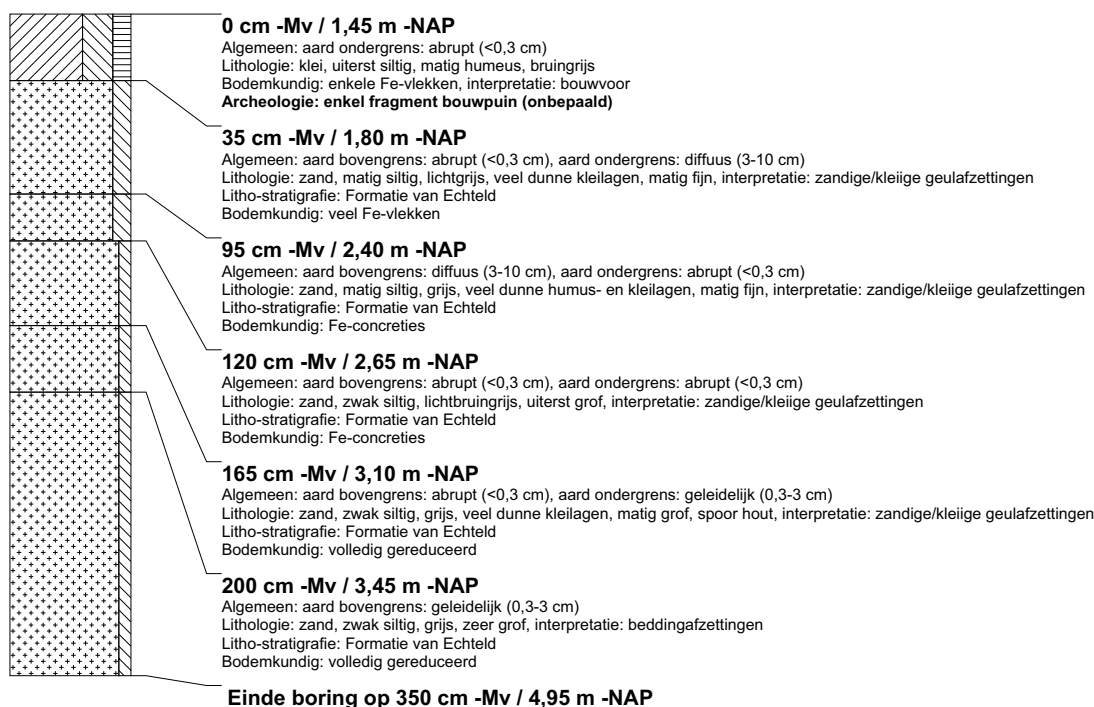 0 cm -Mv / 1,45 m -NAP
Algemeen: aard ondergrens: abrupt (<0,3 cm)
Lithologie: klei, uiterst siltig, matig humeus, bruingrijs
Bodemkundig: enkele Fe-vlekken, interpretatie: bouwvoor
Archeologie: enkel fragment bouwpuin (onbepaald)
35 cm -Mv / 1,80 m -NAP
Algemeen: aard bovengrens: abrupt (<0,3 cm), aard ondergrens: diffuus (3-10 cm)
Lithologie: zand, matig siltig, lichtgrijs, veel dunne kleilagen, matig fijn, interpretatie: zandige/kleiige geulafzettingen
Litho-stratigrafie: Formatie van Echteld
Bodemkundig: veel Fe-vlekken
95 cm -Mv / 2,40 m -NAP
Algemeen: aard bovengrens: diffuus (3-10 cm), aard ondergrens: abrupt (<0,3 cm)
Lithologie: zand, matig siltig, grijs, veel dunne humus- en kleilagen, matig fijn, interpretatie: zandige/kleiige geulafzettingen
Litho-stratigrafie: Formatie van Echteld
Bodemkundig: Fe-concreties
120 cm -Mv / 2,65 m -NAP
Algemeen: aard bovengrens: abrupt (<0,3 cm), aard ondergrens: abrupt (<0,3 cm)
Lithologie: zand, zwak siltig, lichtbruingrijs, uiterst grof, interpretatie: zandige/kleiige geulafzettingen
Litho-stratigrafie: Formatie van Echteld
Bodemkundig: Fe-concreties
165 cm -Mv / 3,10 m -NAP
Algemeen: aard bovengrens: abrupt (<0,3 cm), aard ondergrens: geleidelijk (0,3-3 cm)
Lithologie: zand, zwak siltig, grijs, veel dunne kleilagen, matig grof, spoor hout, interpretatie: zandige/kleiige geulafzettingen
Litho-stratigrafie: Formatie van Echteld
Bodemkundig: volledig gereduceerd
200 cm -Mv / 3,45 m -NAP
Algemeen: aard bovengrens: geleidelijk (0,3-3 cm)
Lithologie: zand, zwak siltig, grijs, zeer grof, interpretatie: beddingafzettingen
Litho-stratigrafie: Formatie van Echteld
Bodemkundig: volledig gereduceerd
Einde boring op 350 cm -Mv / 4,95 m -NAP